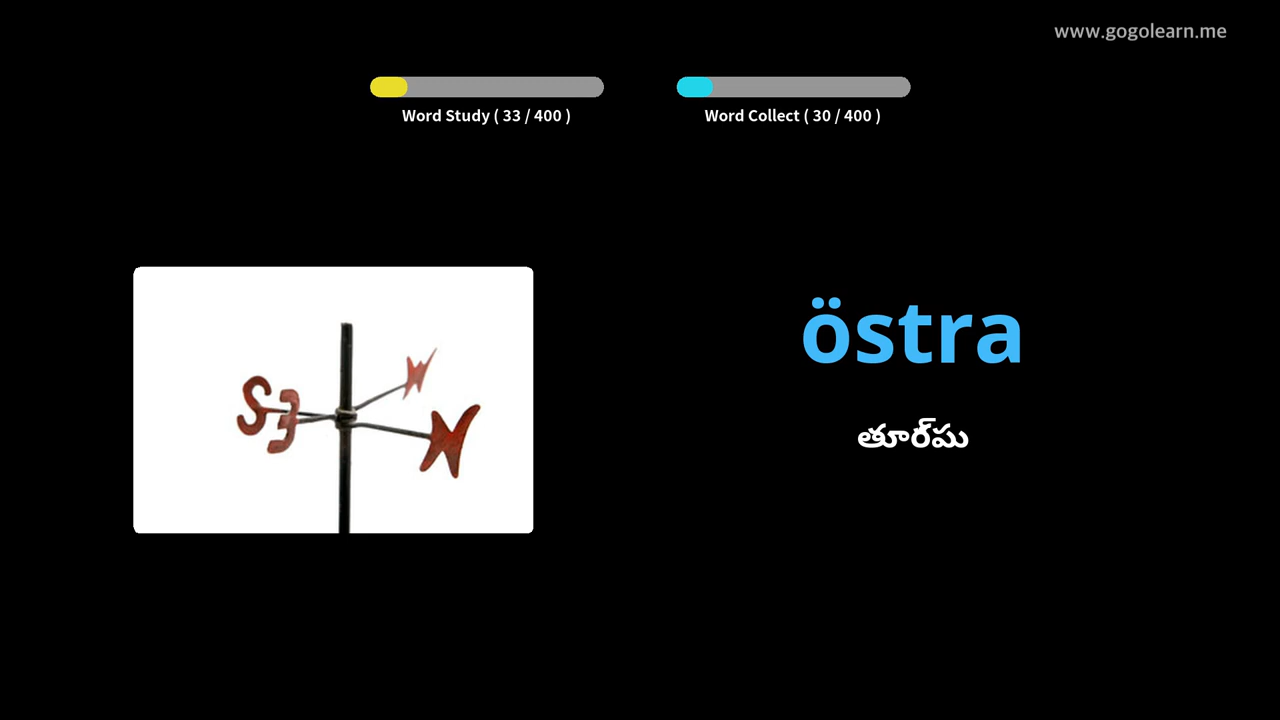 www.gogolearn.me
Word Study ( 33 / 400 )
Word Collect ( 30 / 400 )
S E N
östra
తూర్పు